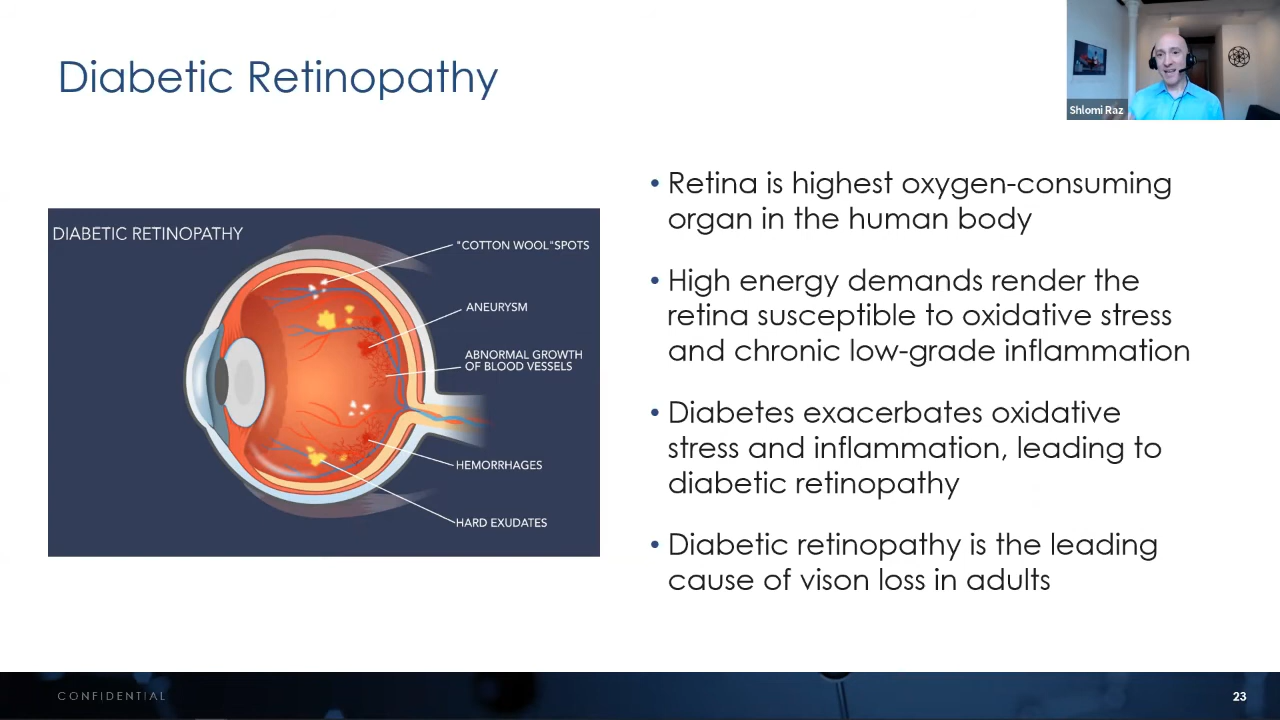 Diabetic Retinopathy
Shlomi Raz
DIABETIC RETINOPATHY
"COTTON WOOL"SPOTS
ANEURYSM
ABNORMAL GROWTH
OF BLOOD VESSELS
HEMORRHAGES
HARD EXUDATES
• Retina is highest oxygen-consuming
organ in the human body
• High energy demands render the
retina susceptible to oxidative stress
and chronic low-grade inflammation
• Diabetes exacerbates oxidative
stress and inflammation, leading to
diabetic retinopathy
• Diabetic retinopathy is the leading
cause of vison loss in adults
CONFIDENTIAL
23